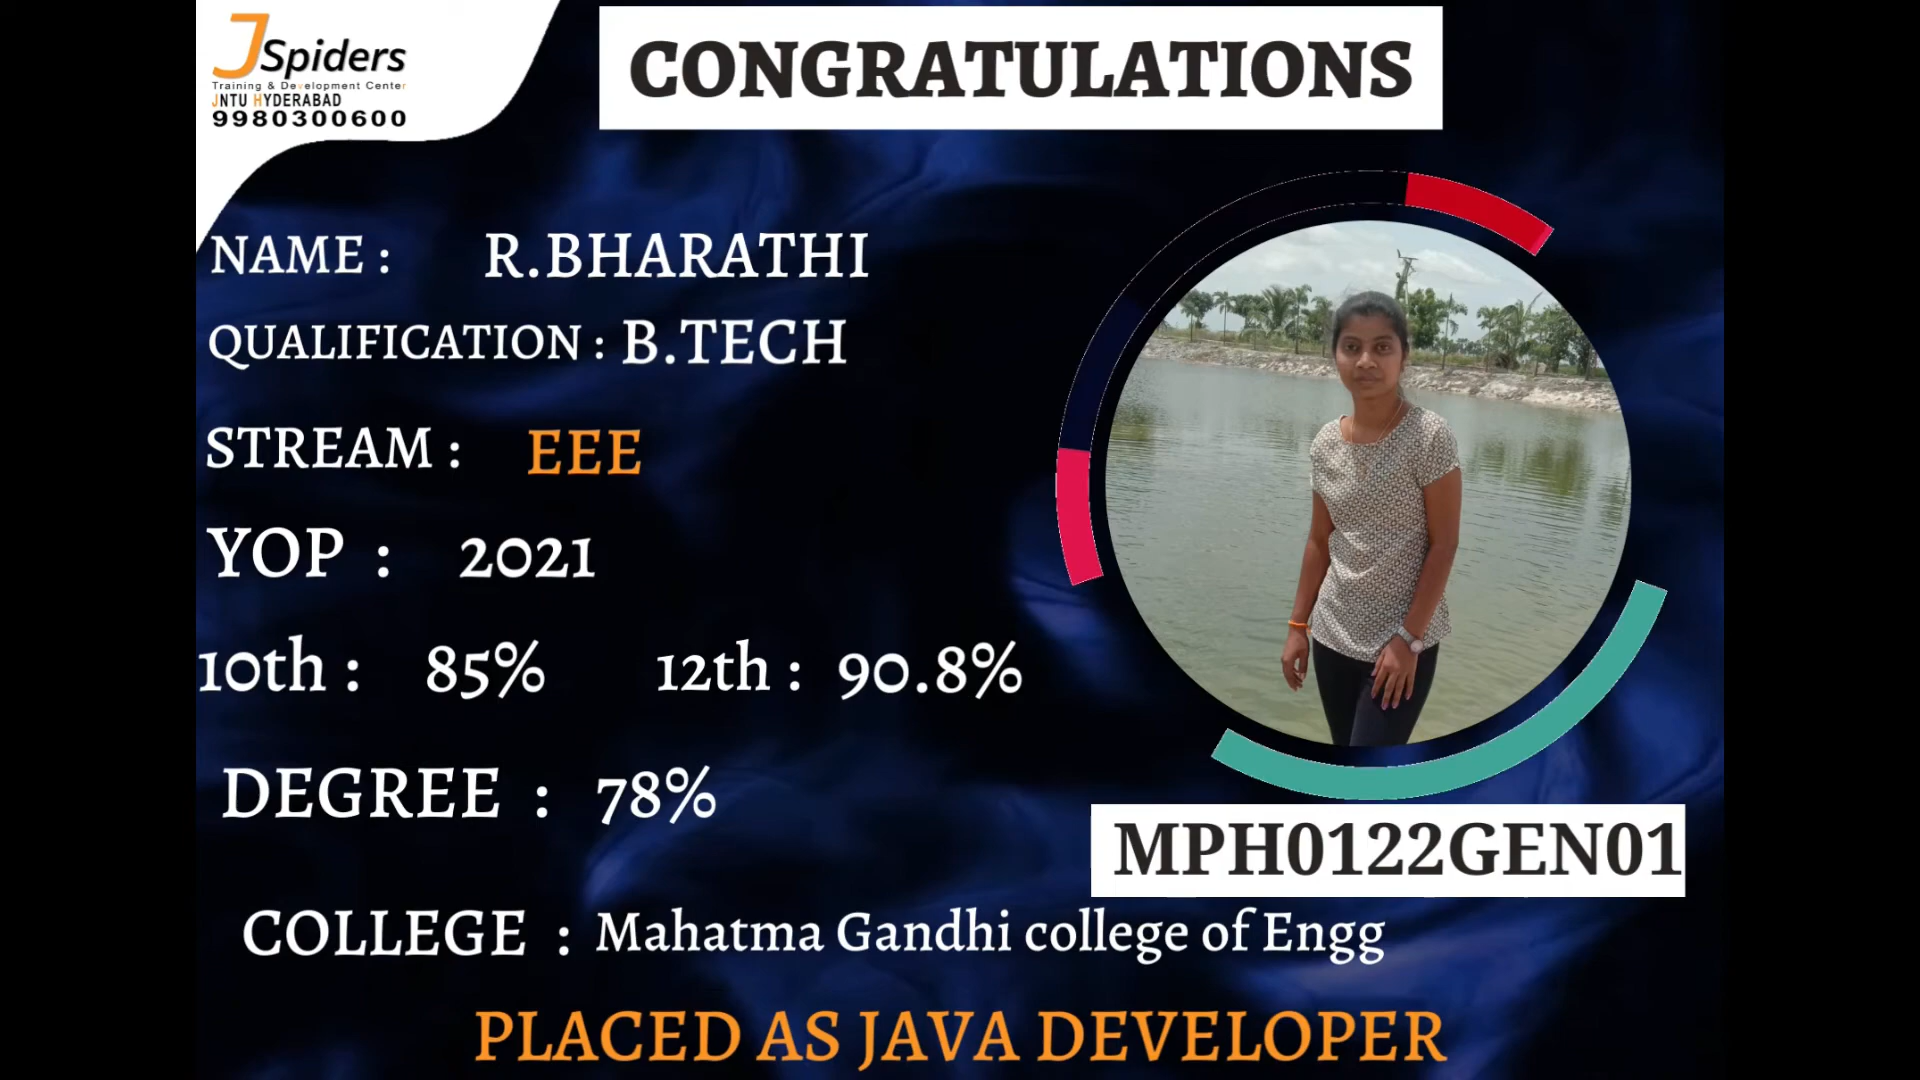 JSpiders
Training & Development Center
JNTU HYDERABAD
9980300600
CONGRATULATIONS
NAME : R.BHARATHI
QUALIFICATION : B.TECH
STREAM : EEE
YOP : 2021
10th : 85% 12th : 90.8%
DEGREE : 78%
MPH0122GEN01
COLLEGE : Mahatma Gandhi college of Engg
PLACED AS JAVA DEVELOPER